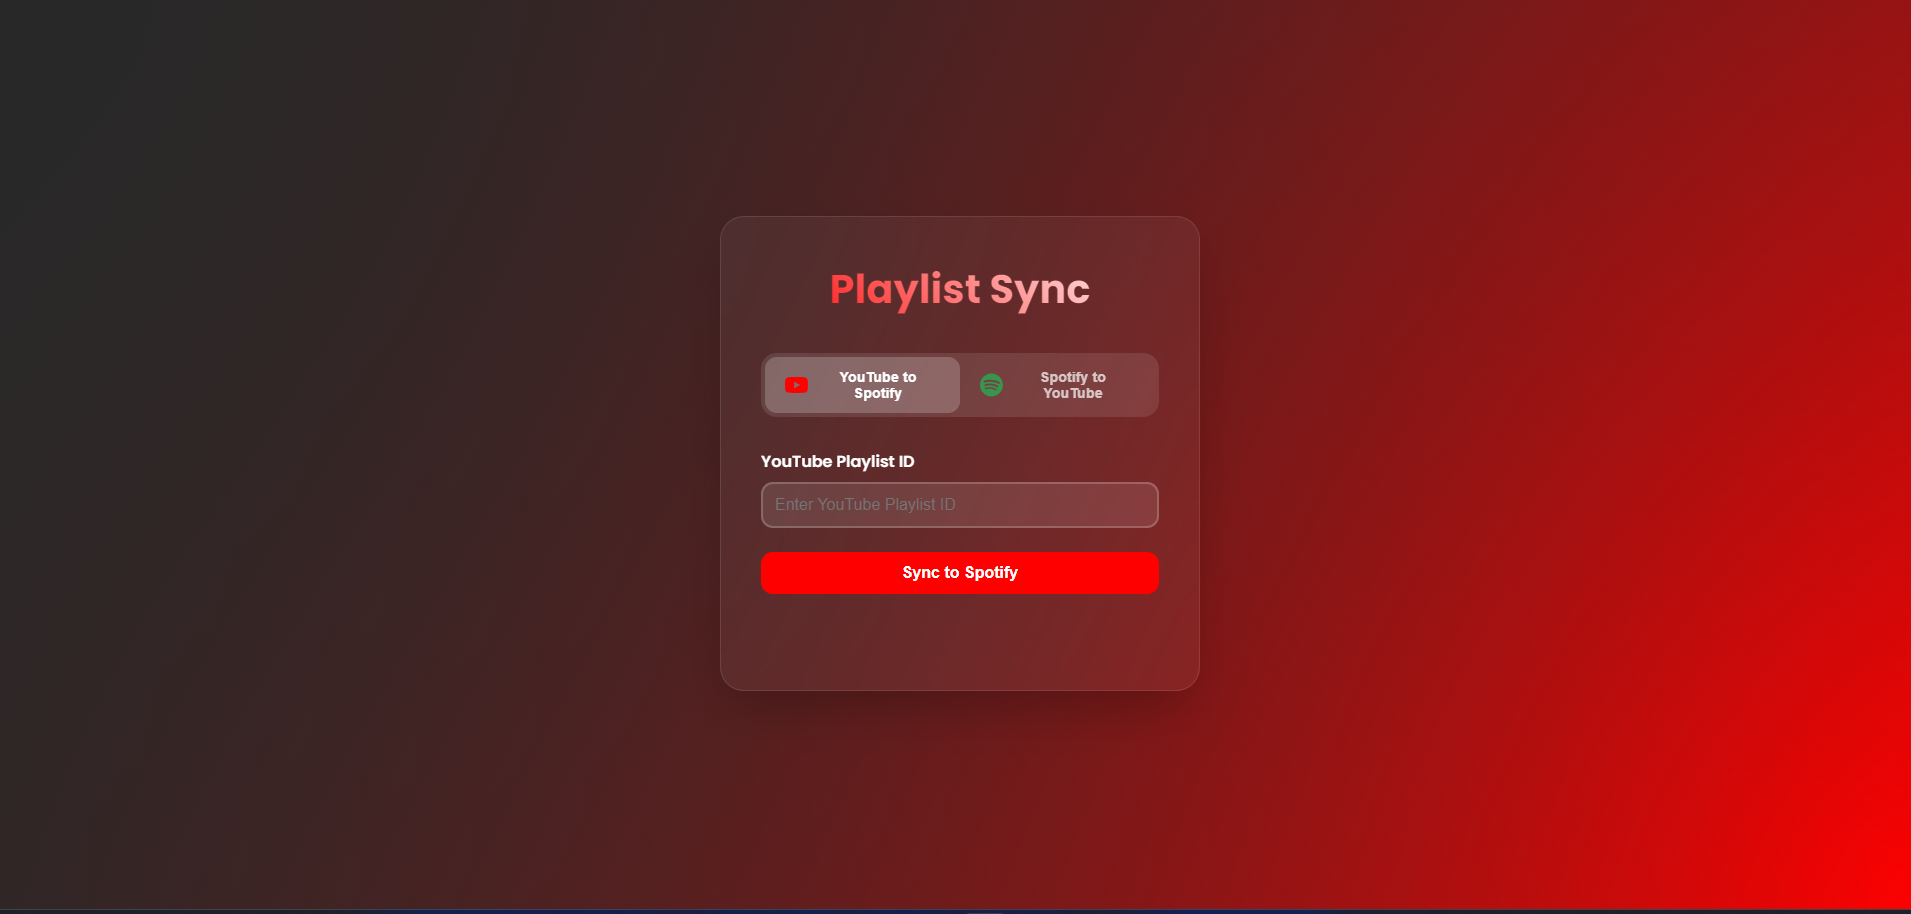 Playlist Sync
YouTube to
Spotify
Spotify to
YouTube
YouTube Playlist ID
Enter YouTube Playlist ID
Sync to Spotify